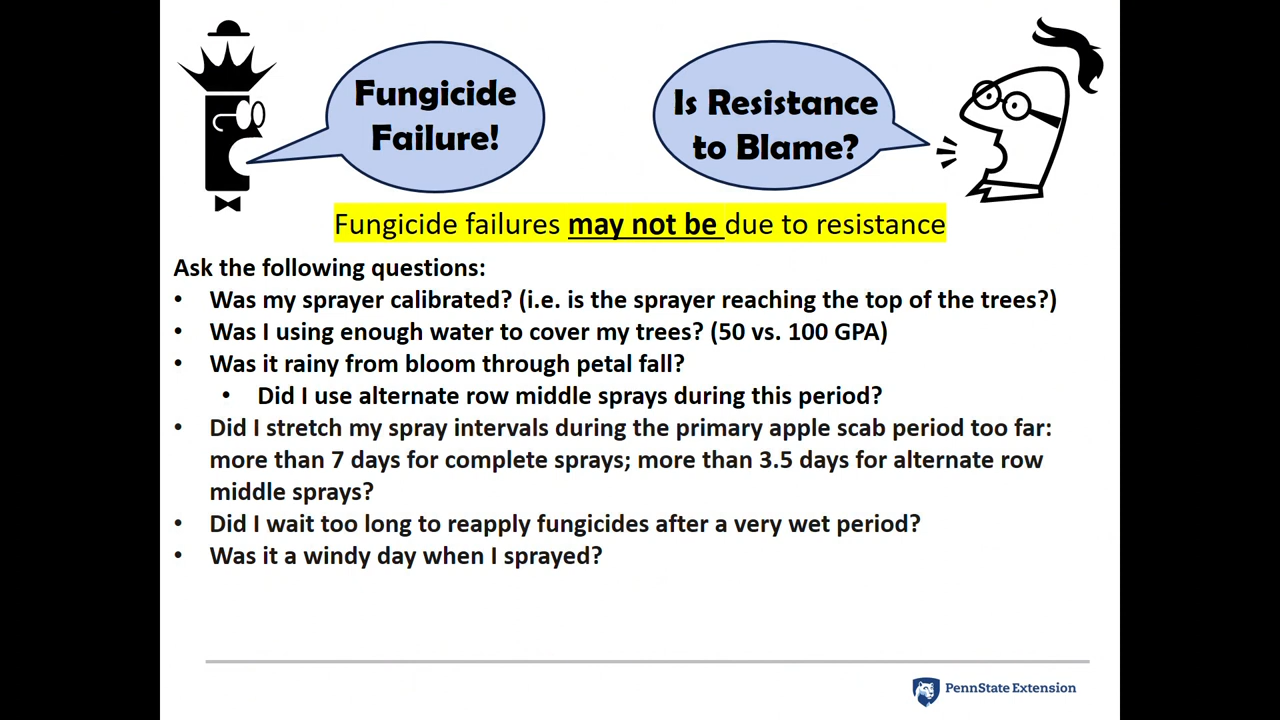 Fungicide
Failure!
Is Resistance
to Blame?
Fungicide failures may not be due to resistance
Ask the following questions:
• Was my sprayer calibrated? (i.e. is the sprayer reaching the top of the trees?)
• Was I using enough water to cover my trees? (50 vs. 100 GPA)
• Was it rainy from bloom through petal fall?
• Did I use alternate row middle sprays during this period?
• Did I stretch my spray intervals during the primary apple scab period too far:
more than 7 days for complete sprays; more than 3.5 days for alternate row
middle sprays?
• Did I wait too long to reapply fungicides after a very wet period?
• Was it a windy day when I sprayed?
PennState Extension